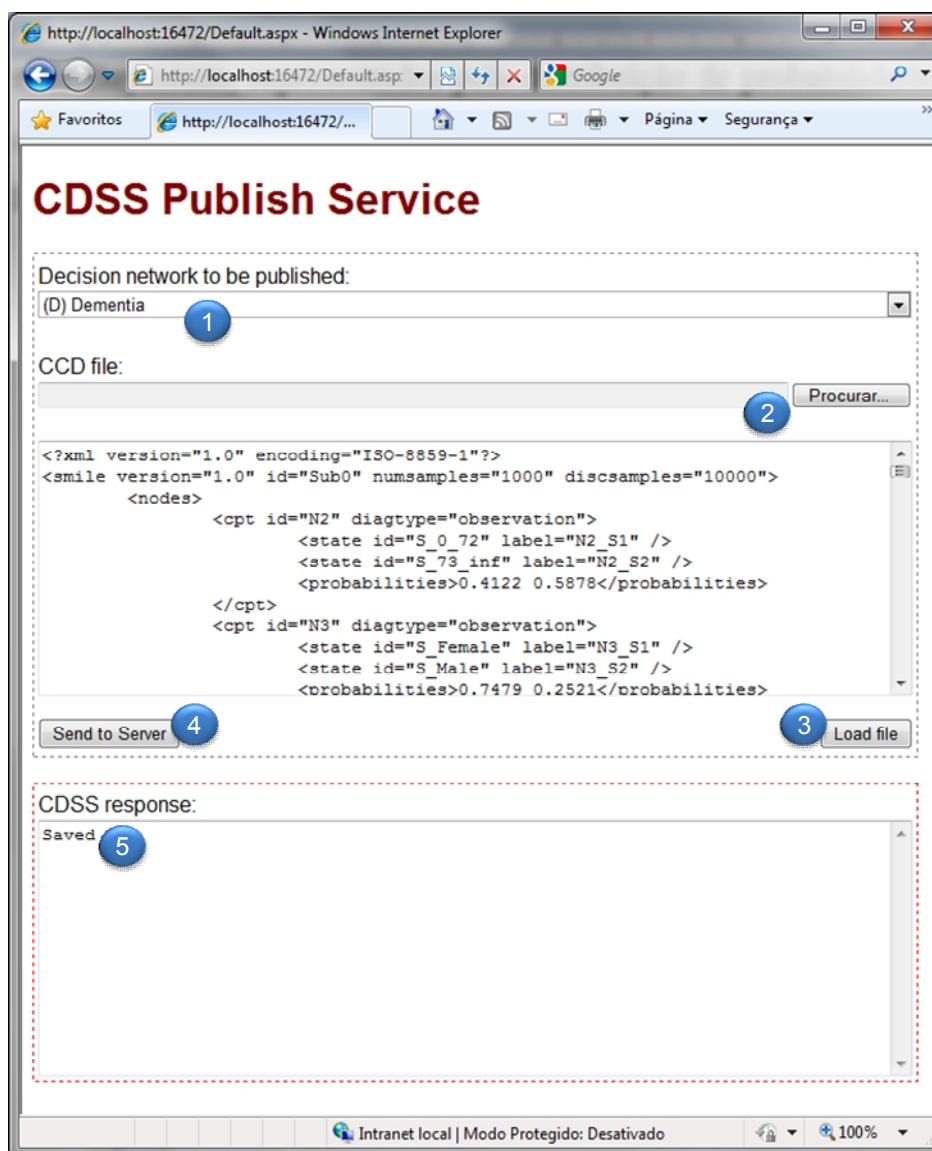 http://localhost:16472/Default.aspx - Windows Internet Explorer
http://localhost:16472/Default.asp
Google
Favoritos
http://localhost:16472/...
Página
Segurança
CDSS Publish Service
Decision network to be published:
(D) Dementia
1
CCD file:
2
Procurar...
<?xml version="1.0" encoding="ISO-8859-1"?>
<smile version="1.0" id="Sub0" numsamples="1000" discsamples="10000">
<nodes>
<cpt id="N2" diagtype="observation">
<state id="S_0_72" label="N2_S1" />
<state id="S_73_inf" label="N2_S2" />
<probabilities>0.4122 0.5878</probabilities>
</cpt>
<cpt id="N3" diagtype="observation">
<state id="S_Female" label="N3_S1" />
<state id="S_Male" label="N3_S2" />
<probabilities>0.7479 0.2521</probabilities>
Send to Server
4
3
Load file
CDSS response:
Saved
5
Intranet local | Modo Protegido: Desativado
100%